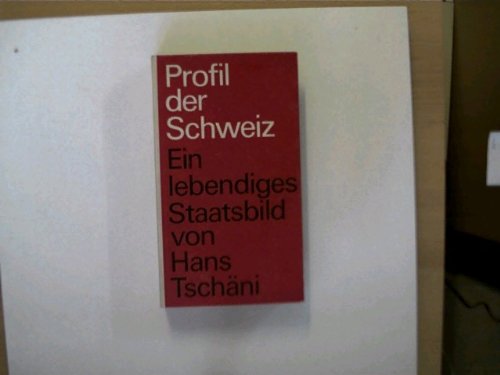 Profil
der
Schweiz
Ein
lebendiges
Staatsbild
von
Hans
Tschäni